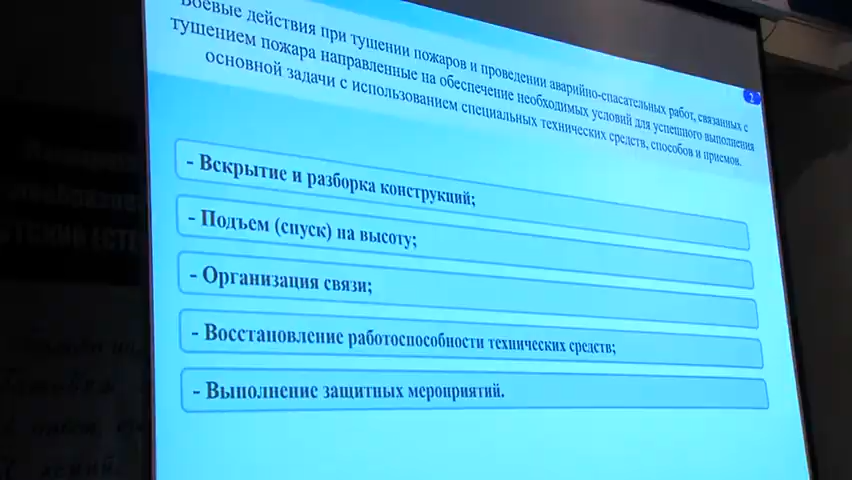 Боевые действия при тушении пожаров и проведении аварийно-спасательных работ, связанных с
тушением пожара направленные на обеспечение необходимых условий для успешного выполнения
основной задачи с использованием специальных технических средств, способов и приемов.
2
- Вскрытие и разборка конструкций;
- Подъем (спуск) на высоту;
- Организация связи;
- Восстановление работоспособности технических средств;
- Выполнение защитных мероприятий.